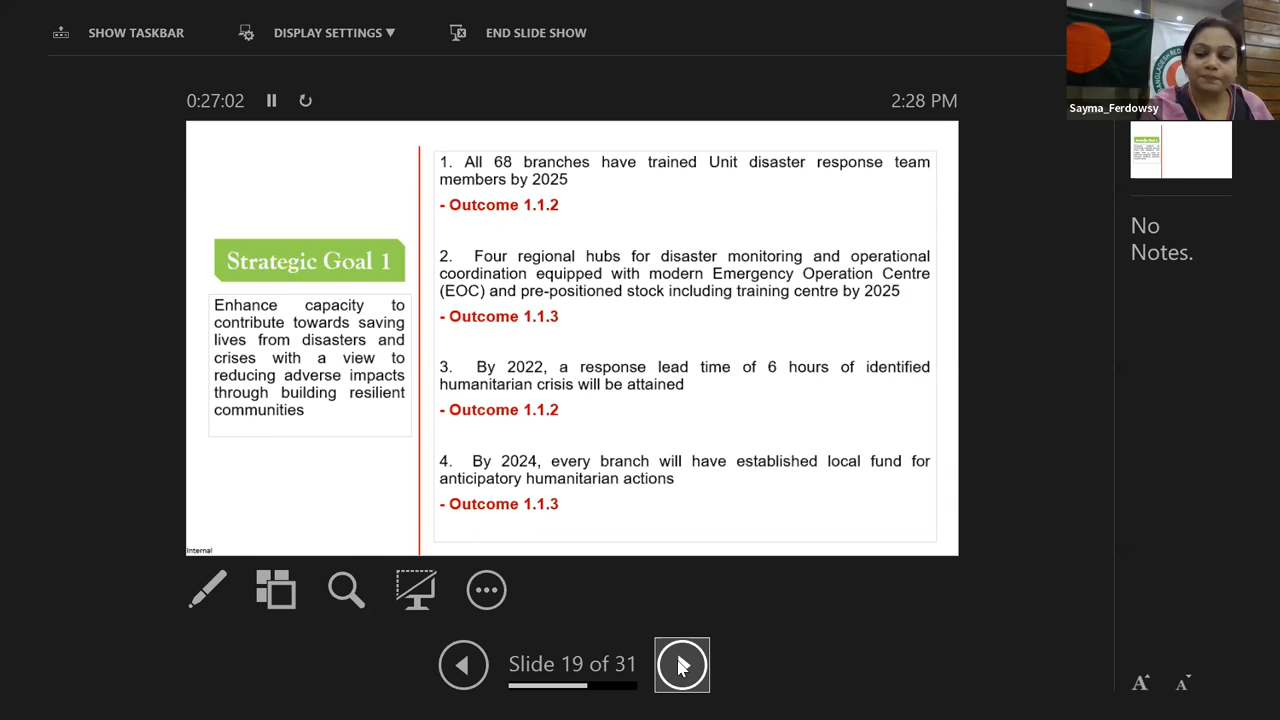 SHOW TASKBAR
DISPLAY SETTINGS ▼
END SLIDE SHOW
Sayma_Ferdowsy
0:27:02
2:28 PM
Strategic Goal 1
Enhance capacity to
contribute towards saving
lives from disasters and
crises with a view to
reducing adverse impacts
through building resilient
communities
1. All 68 branches have trained Unit disaster response team
members by 2025
- Outcome 1.1.2
2. Four regional hubs for disaster monitoring and operational
coordination equipped with modern Emergency Operation Centre
(EOC) and pre-positioned stock including training centre by 2025
- Outcome 1.1.3
3. By 2022, a response lead time of 6 hours of identified
humanitarian crisis will be attained
- Outcome 1.1.2
4. By 2024, every branch will have established local fund for
anticipatory humanitarian actions
- Outcome 1.1.3
Internal
No
Notes.
Slide 19 of 31
A A